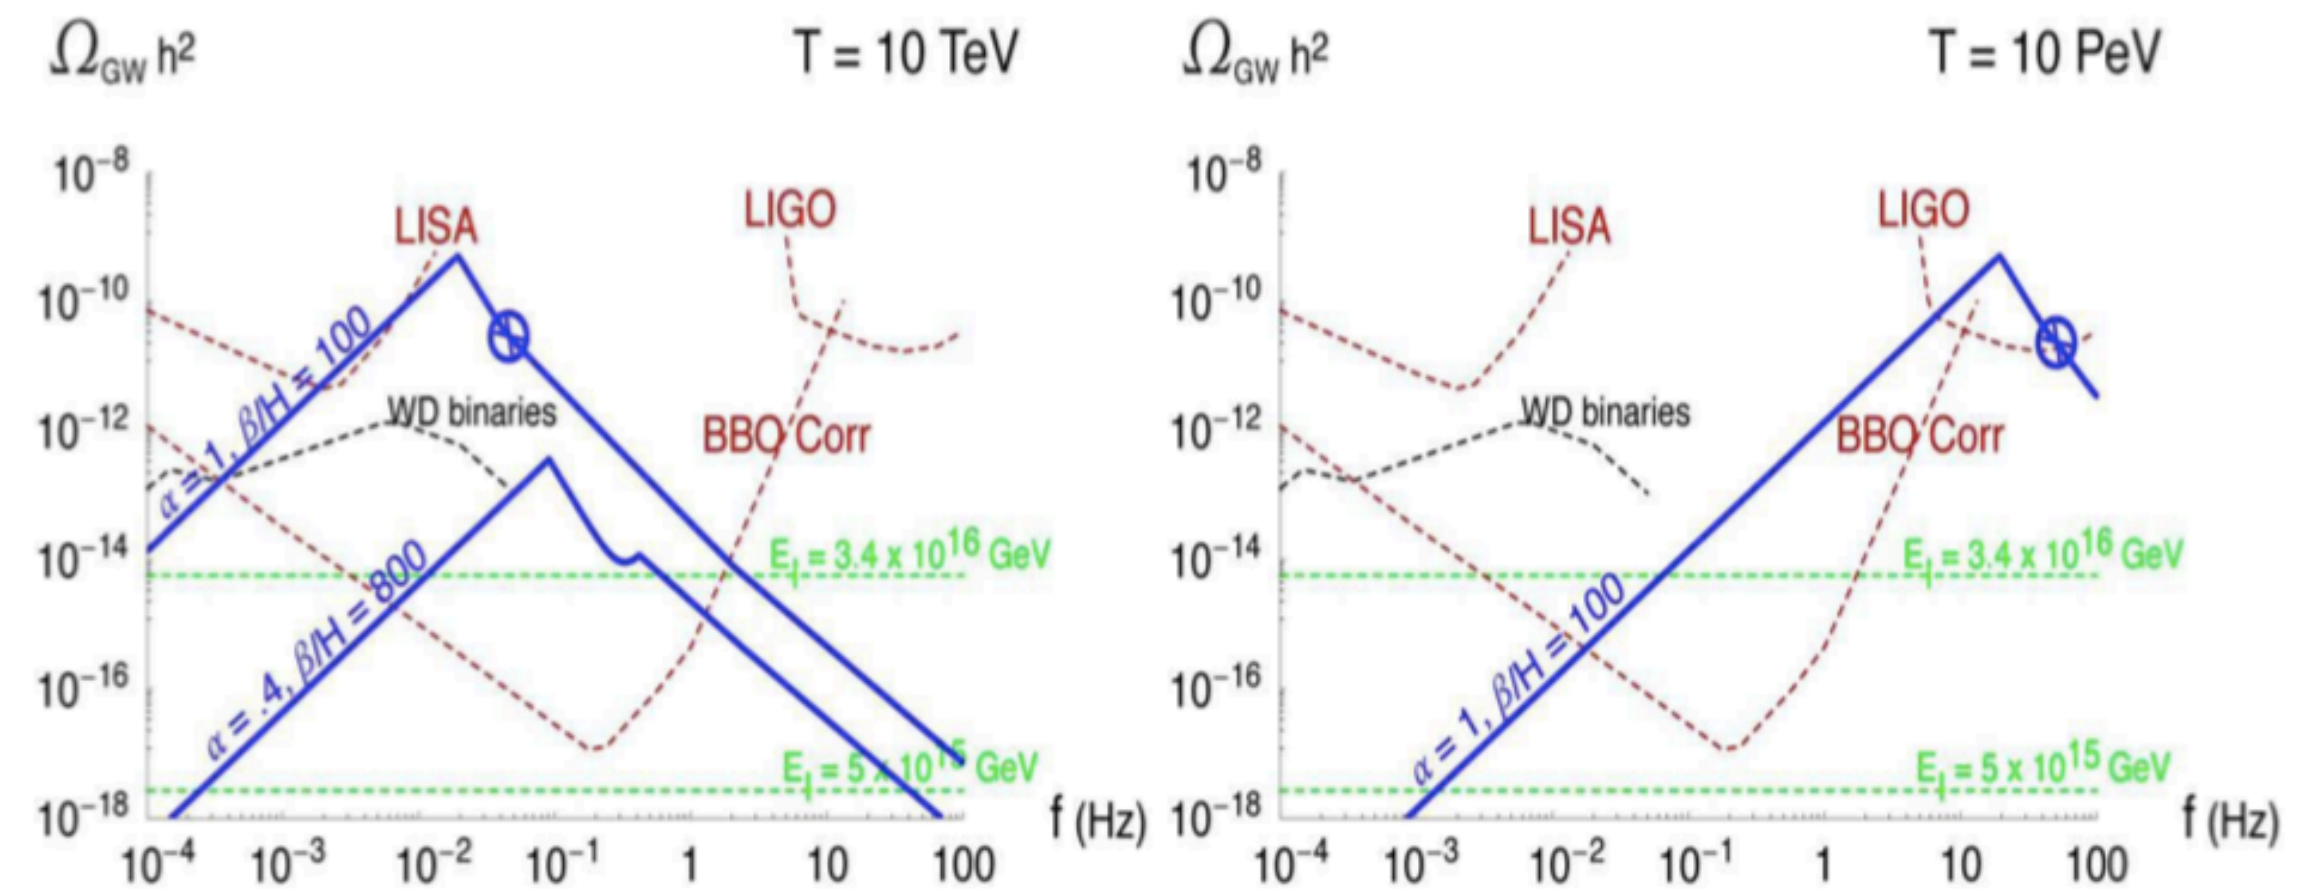 Ω_GW h²
T = 10 TeV
10⁻⁸
10⁻¹⁰
10⁻¹²
10⁻¹⁴
10⁻¹⁶
10⁻¹⁸
LISA
LIGO
α = 1, β/H = 100
WD binaries
BBO Corr
E_I = 3.4 x 10¹⁶ GeV
α = .4, β/H = 800
E_I = 5 x 10¹⁵ GeV
f (Hz)
10⁻⁴ 10⁻³ 10⁻² 10⁻¹ 1 10 100
Ω_GW h²
T = 10 PeV
10⁻⁸
10⁻¹⁰
10⁻¹²
10⁻¹⁴
10⁻¹⁶
10⁻¹⁸
LISA
LIGO
WD binaries
BBO Corr
E_I = 3.4 x 10¹⁶ GeV
α = 1, β/H = 100
E_I = 5 x 10¹⁵ GeV
f (Hz)
10⁻⁴ 10⁻³ 10⁻² 10⁻¹ 1 10 100